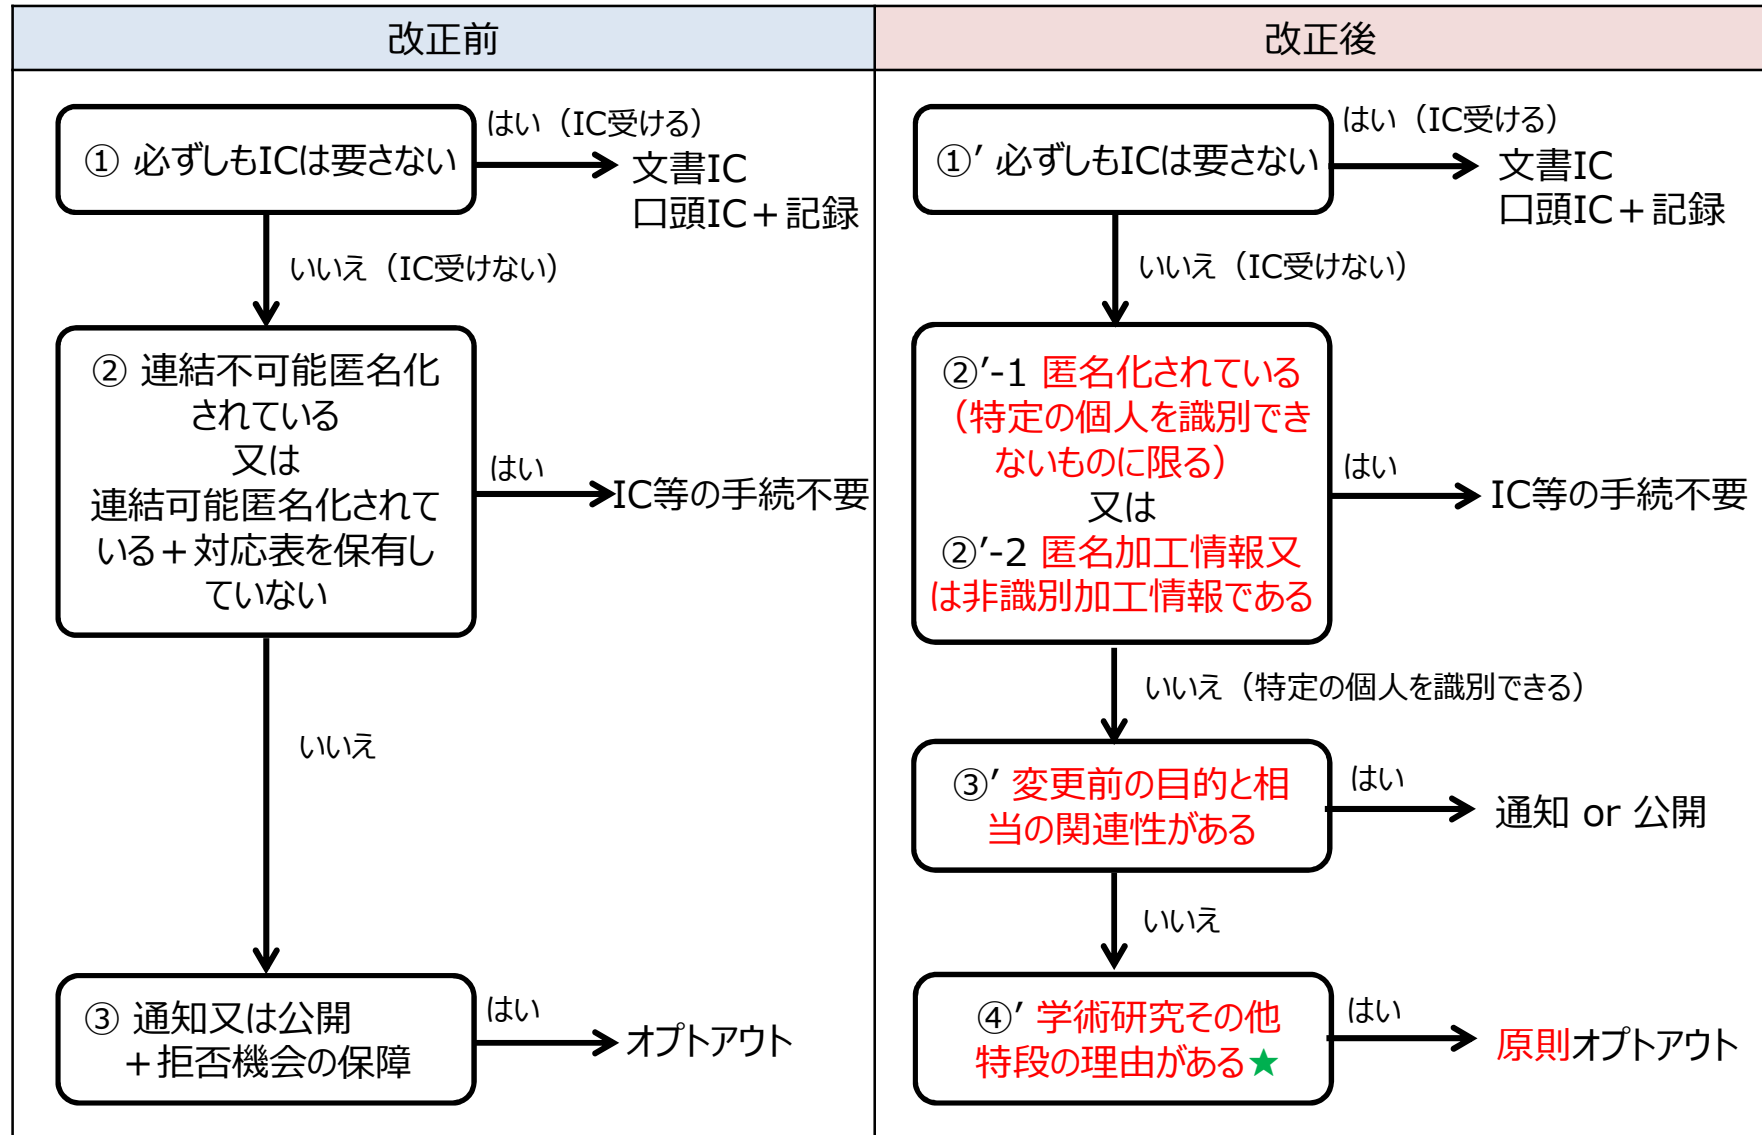 改正前
① 必ずしもICは要さない
はい（IC受ける）
文書IC
口頭IC＋記録
いいえ（IC受けない）
② 連結不可能匿名化
されている
又は
連結可能匿名化されて
いる＋対応表を保有し
ていない
はい
IC等の手続不要
いいえ
③ 通知又は公開
＋拒否機会の保障
はい
オプトアウト
改正後
①′ 必ずしもICは要さない
はい（IC受ける）
文書IC
口頭IC＋記録
いいえ（IC受けない）
②′-1 匿名化されている
（特定の個人を識別でき
ないものに限る）
又は
②′-2 匿名加工情報又
は非識別加工情報である
はい
IC等の手続不要
いいえ（特定の個人を識別できる）
③′ 変更前の目的と相
当の関連性がある
はい
通知 or 公開
いいえ
④′ 学術研究その他
特段の理由がある★
はい
原則オプトアウト